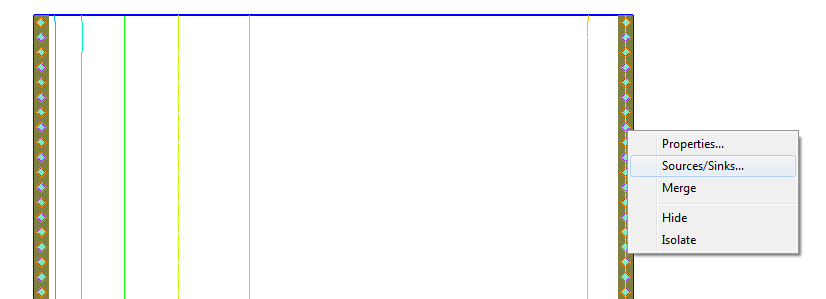 Properties...
Sources/Sinks...
Merge
Hide
Isolate